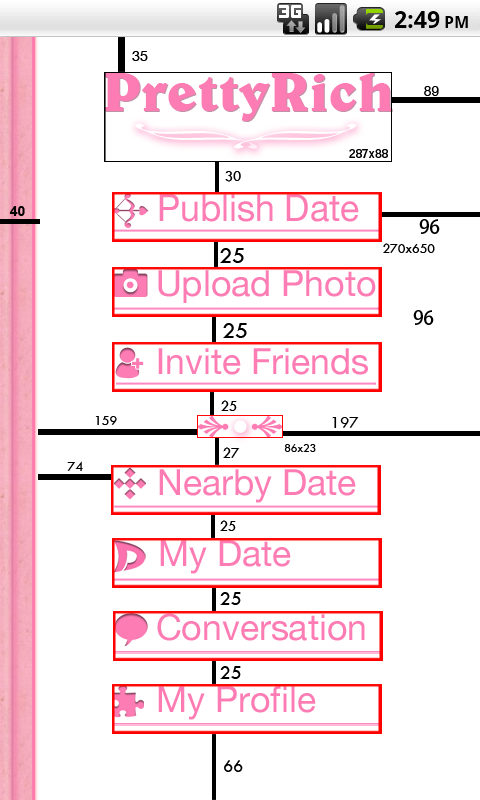 3G 2:49 PM
35
PrettyRich
89
287x88
30
40
Publish Date
96
25
270x650
Upload Photo
96
25
Invite Friends
25
159
197
27
86x23
74
Nearby Date
25
My Date
25
Conversation
25
My Profile
66